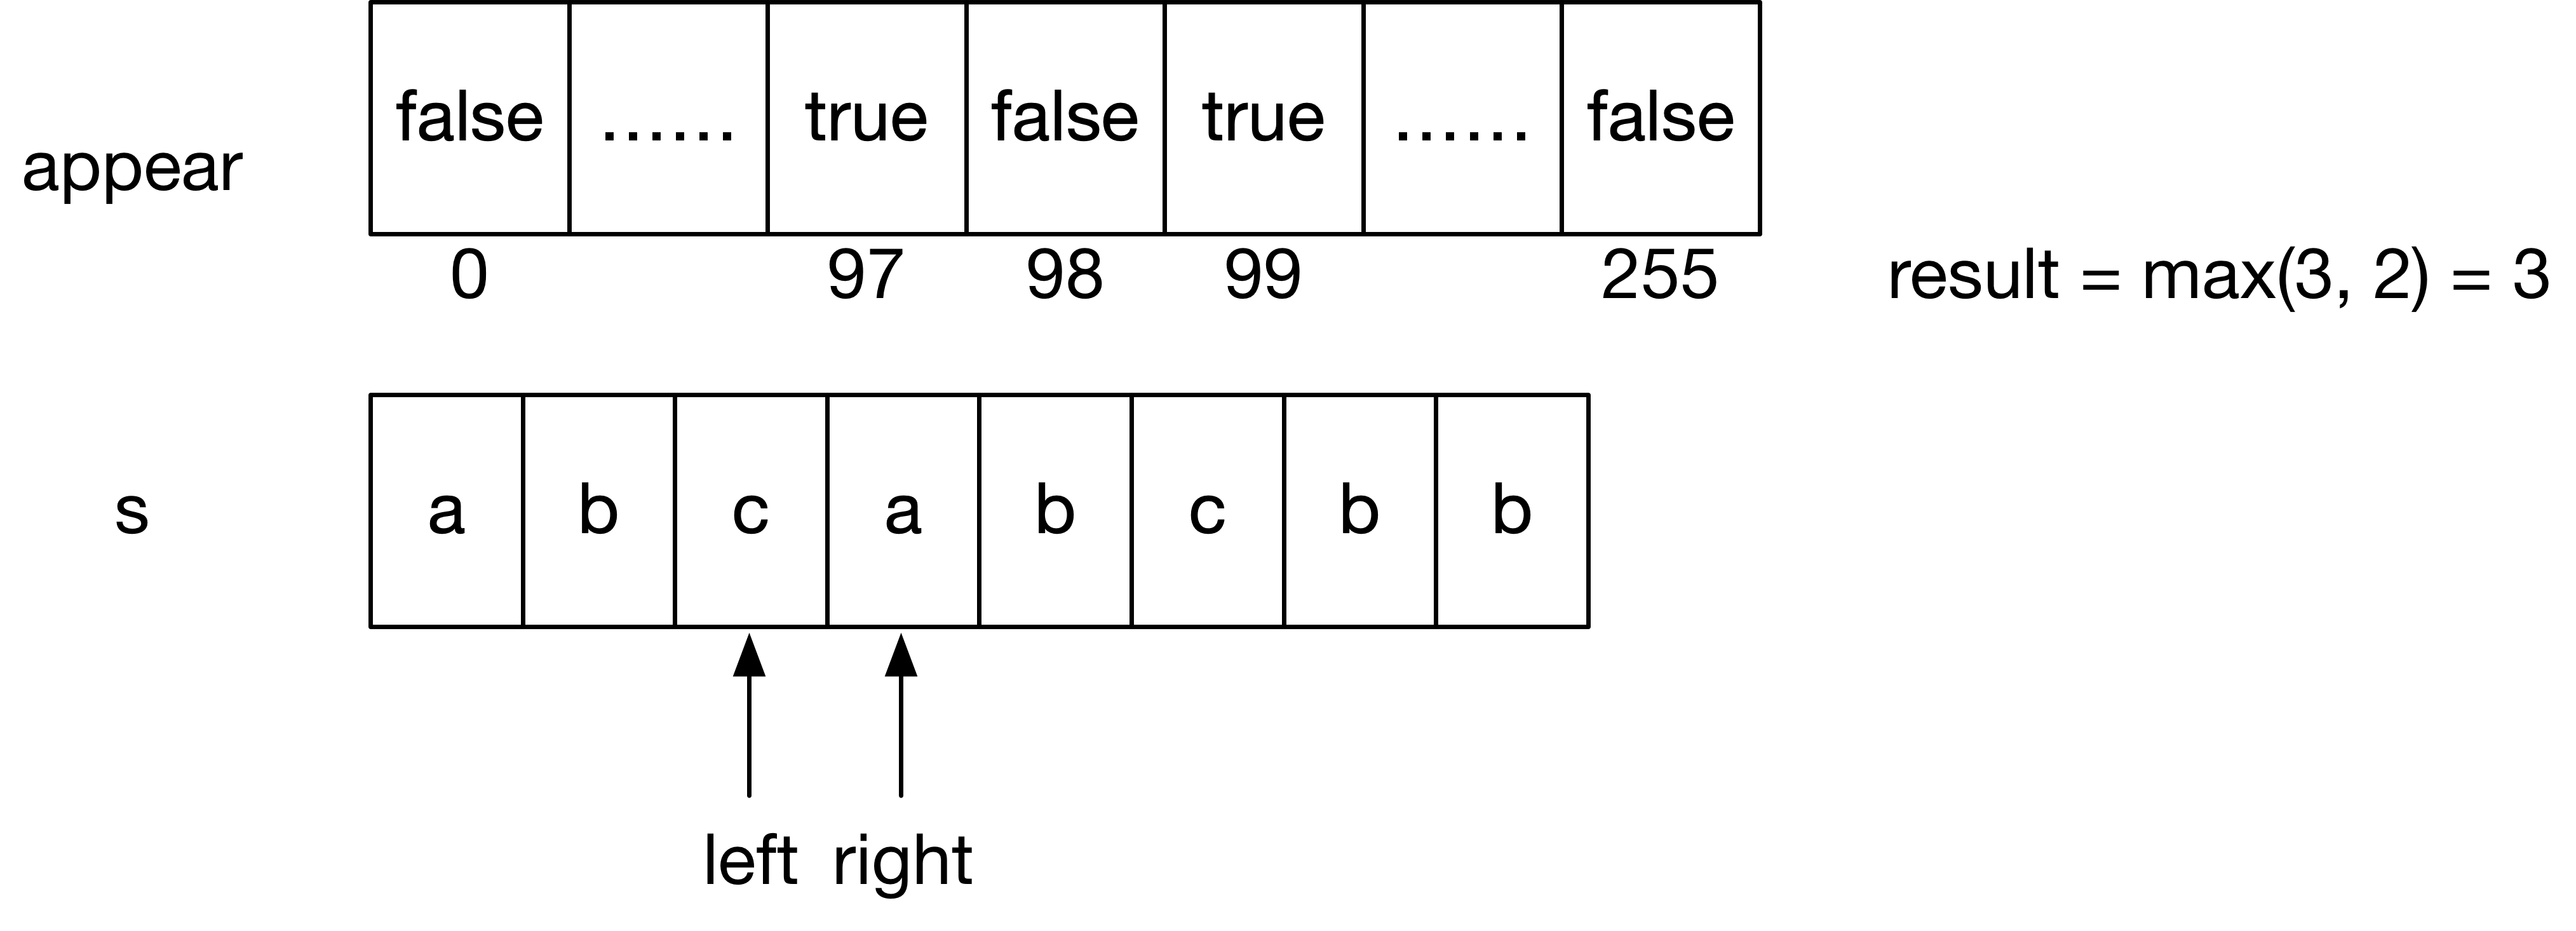 false ...... true false true ...... false
appear
0 97 98 99 255
result = max(3, 2) = 3
s
a b c a b c b b
left right